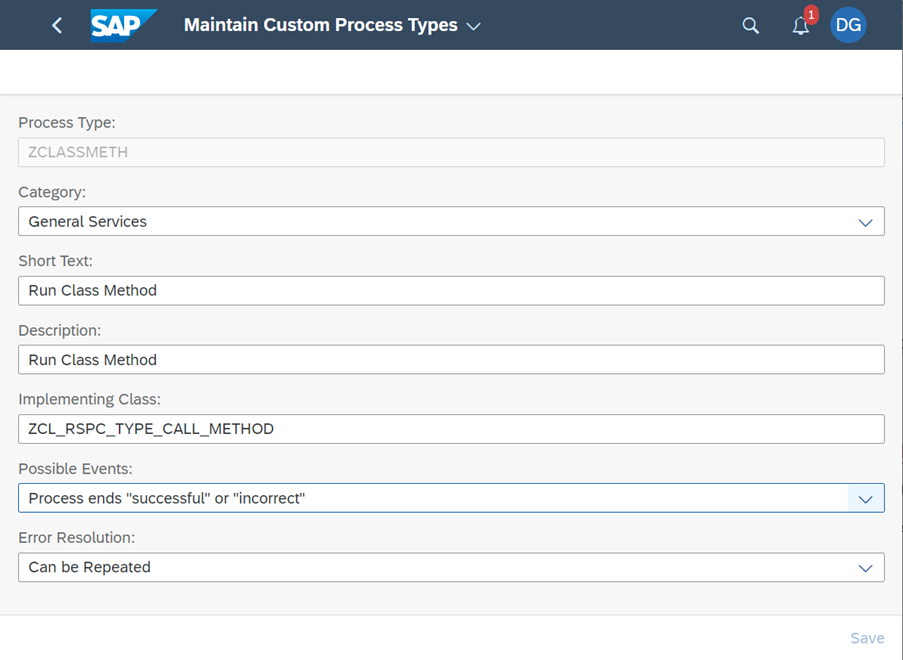 SAP Maintain Custom Process Types 1 DG
Process Type:
ZCLASSMETH
Category:
General Services
Short Text:
Run Class Method
Description:
Run Class Method
Implementing Class:
ZCL_RSPC_TYPE_CALL_METHOD
Possible Events:
Process ends "successful" or "incorrect"
Error Resolution:
Can be Repeated
Save